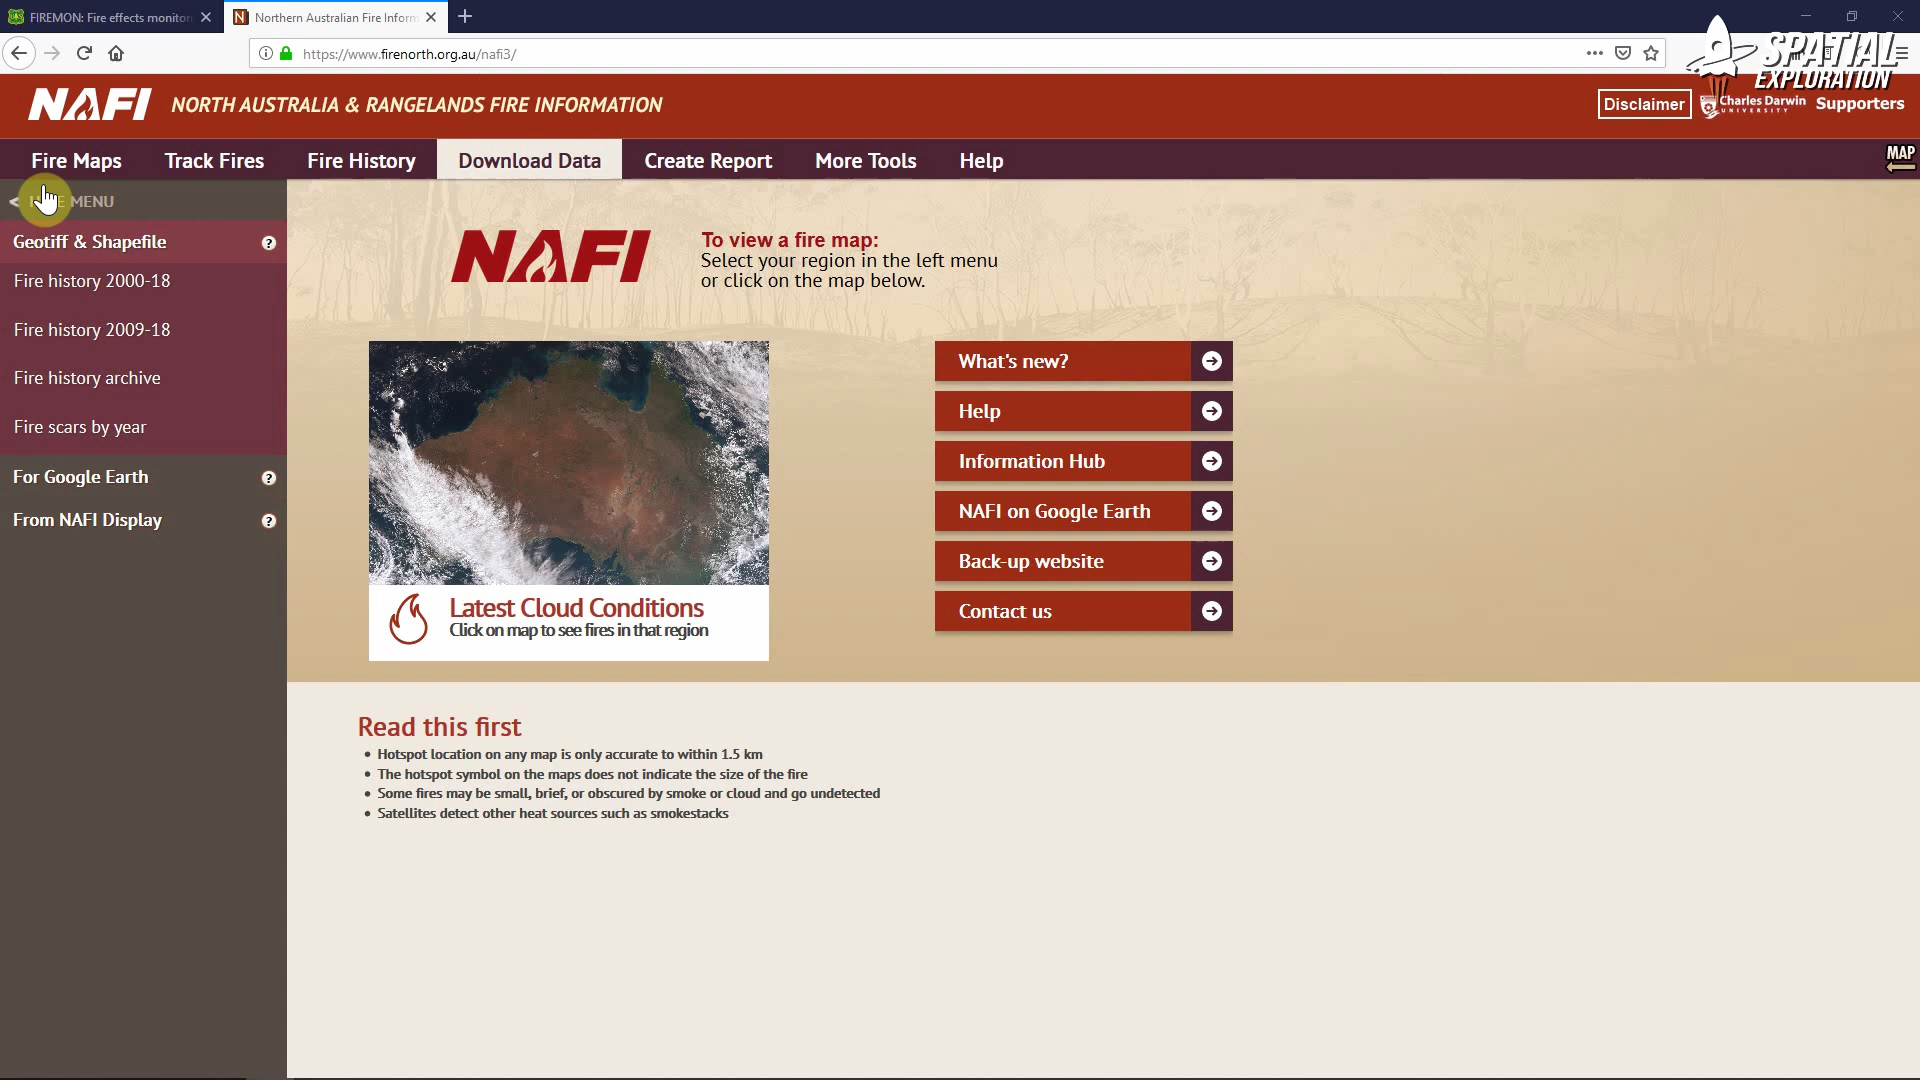 FIREMON: Fire effects monitor
Northern Australian Fire Inform
https://www.firenorth.org.au/nafi3/
SPATIAL
EXPLORATION
NAFI
NORTH AUSTRALIA & RANGELANDS FIRE INFORMATION
Disclaimer
Charles Darwin
UNIVERSITY
Supporters
Fire Maps
Track Fires
Fire History
Download Data
Create Report
More Tools
Help
MAP
< MENU
Geotiff & Shapefile
?
Fire history 2000-18
Fire history 2009-18
Fire history archive
Fire scars by year
For Google Earth
?
From NAFI Display
?
NAFI
To view a fire map:
Select your region in the left menu
or click on the map below.
Latest Cloud Conditions
Click on map to see fires in that region
What's new?
Help
Information Hub
NAFI on Google Earth
Back-up website
Contact us
Read this first
• Hotspot location on any map is only accurate to within 1.5 km
• The hotspot symbol on the maps does not indicate the size of the fire
• Some fires may be small, brief, or obscured by smoke or cloud and go undetected
• Satellites detect other heat sources such as smokestacks